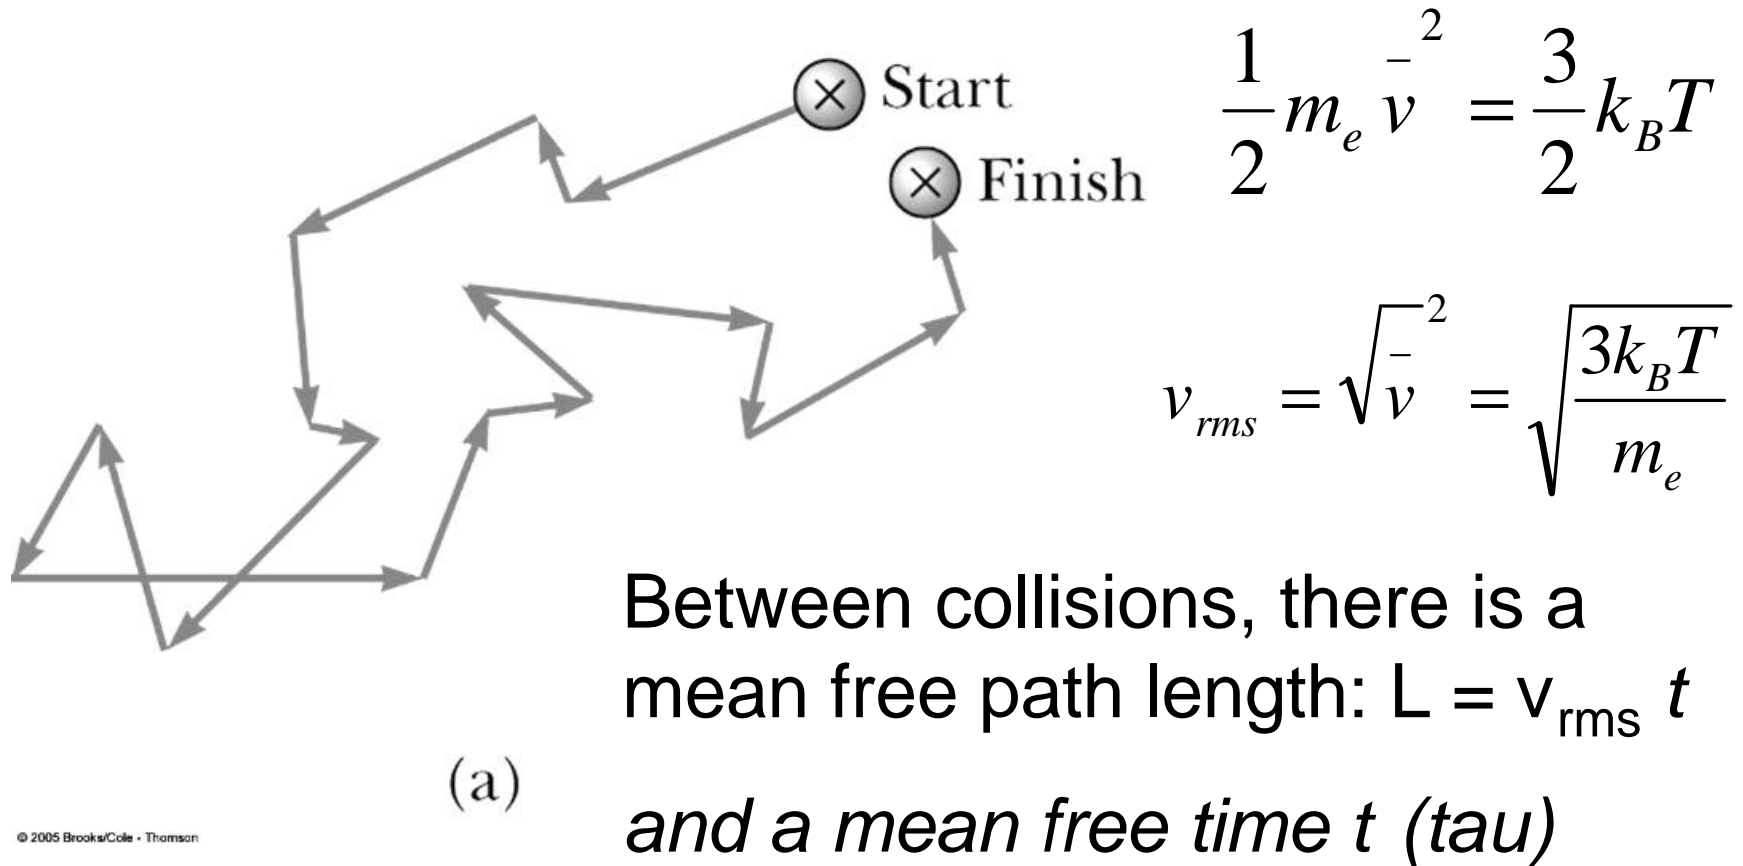 Start
Finish
1/2 m_e v̄² = 3/2 k_B T
v_rms = √v̄² = √(3k_B T / m_e)
Between collisions, there is a
mean free path length: L = v_rms t
and a mean free time t (tau)
(a)
© 2005 Brooks/Cole - Thomson